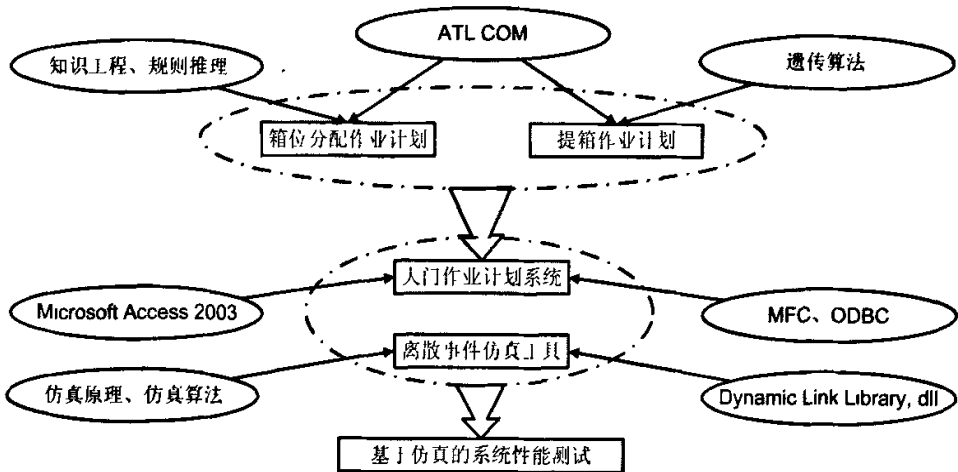 ATL COM
知识工程、规则推理
遗传算法
箱位分配作业计划
提箱作业计划
人门作业计划系统
Microsoft Access 2003
MFC、ODBC
离散事件仿真工具
仿真原理、仿真算法
Dynamic Link Library, dll
基于仿真的系统性能测试